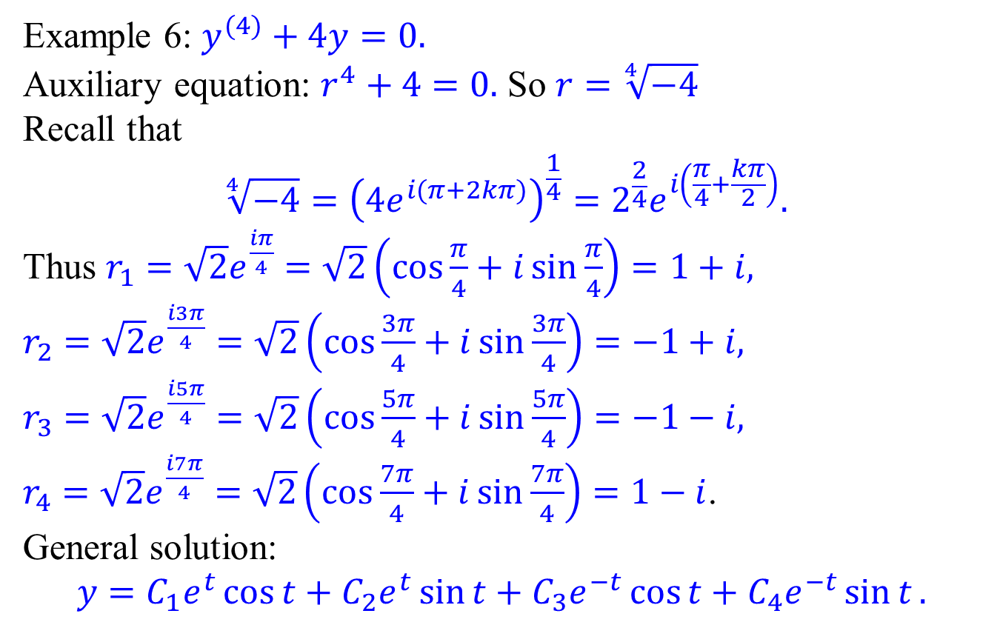 Example 6: $y^{(4)} + 4y = 0.$
Auxiliary equation: $r^4 + 4 = 0.$ So $r = \sqrt[4]{-4}$
Recall that
$\sqrt[4]{-4} = \left(4e^{i(\pi+2k\pi)}\right)^{\frac{1}{4}} = 2^{\frac{2}{4}}e^{i\left(\frac{\pi}{4}+\frac{k\pi}{2}\right)}.$
Thus $r_1 = \sqrt{2}e^{\frac{i\pi}{4}} = \sqrt{2}\left(\cos\frac{\pi}{4} + i\sin\frac{\pi}{4}\right) = 1 + i,$
$r_2 = \sqrt{2}e^{\frac{i3\pi}{4}} = \sqrt{2}\left(\cos\frac{3\pi}{4} + i\sin\frac{3\pi}{4}\right) = -1 + i,$
$r_3 = \sqrt{2}e^{\frac{i5\pi}{4}} = \sqrt{2}\left(\cos\frac{5\pi}{4} + i\sin\frac{5\pi}{4}\right) = -1 - i,$
$r_4 = \sqrt{2}e^{\frac{i7\pi}{4}} = \sqrt{2}\left(\cos\frac{7\pi}{4} + i\sin\frac{7\pi}{4}\right) = 1 - i.$
General solution:
$y = C_1e^t\cos t + C_2e^t\sin t + C_3e^{-t}\cos t + C_4e^{-t}\sin t.$